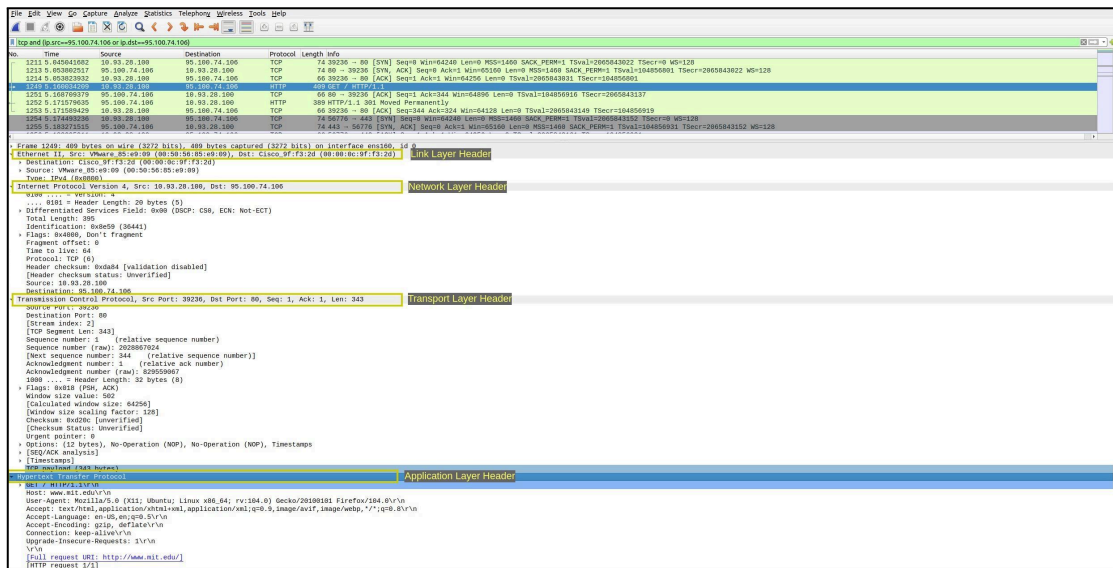 File Edit View Go Capture Analyze Statistics Telephony Wireless Tools Help
tcp and (ip.src==95.100.74.106 or ip.dst==95.100.74.106)
No. Time Source Destination Protocol Length Info
1211 5.045041682 10.93.28.100 95.100.74.106 TCP 74 39236 → 80 [SYN] Seq=0 Win=64240 Len=0 MSS=1460 SACK_PERM=1 TSval=2065843022 TSecr=0 WS=128
1213 5.053802517 95.100.74.106 10.93.28.100 TCP 74 80 → 39236 [SYN, ACK] Seq=0 Ack=1 Win=65160 Len=0 MSS=1460 SACK_PERM=1 TSval=104856801 TSecr=2065843022 WS=128
1214 5.053823932 10.93.28.100 95.100.74.106 TCP 66 39236 → 80 [ACK] Seq=1 Ack=1 Win=64256 Len=0 TSval=2065843031 TSecr=104856801
1249 5.160034209 10.93.28.100 95.100.74.106 HTTP 409 GET / HTTP/1.1
1251 5.168709379 95.100.74.106 10.93.28.100 TCP 66 80 → 39236 [ACK] Seq=1 Ack=344 Win=64896 Len=0 TSval=104856916 TSecr=2065843137
1252 5.171579635 95.100.74.106 10.93.28.100 HTTP 389 HTTP/1.1 301 Moved Permanently
1253 5.171589429 10.93.28.100 95.100.74.106 TCP 66 39236 → 80 [ACK] Seq=344 Ack=324 Win=64128 Len=0 TSval=2065843149 TSecr=104856919
1254 5.174493236 10.93.28.100 95.100.74.106 TCP 74 56776 → 443 [SYN] Seq=0 Win=64240 Len=0 MSS=1460 SACK_PERM=1 TSval=2065843152 TSecr=0 WS=128
1255 5.183271515 95.100.74.106 10.93.28.100 TCP 74 443 → 56776 [SYN, ACK] Seq=0 Ack=1 Win=65160 Len=0 MSS=1460 SACK_PERM=1 TSval=104856931 TSecr=2065843152 WS=128
Frame 1249: 409 bytes on wire (3272 bits), 409 bytes captured (3272 bits) on interface ens160, id 0
Ethernet II, Src: VMware_85:e9:09 (00:50:56:85:e9:09), Dst: Cisco_9f:f3:2d (00:00:0c:9f:f3:2d) Link Layer Header
Destination: Cisco_9f:f3:2d (00:00:0c:9f:f3:2d)
Source: VMware_85:e9:09 (00:50:56:85:e9:09)
Type: IPv4 (0x0800)
Internet Protocol Version 4, Src: 10.93.28.100, Dst: 95.100.74.106 Network Layer Header
0100 .... = Version: 4
.... 0101 = Header Length: 20 bytes (5)
Differentiated Services Field: 0x00 (DSCP: CS0, ECN: Not-ECT)
Total Length: 395
Identification: 0x8e59 (36441)
Flags: 0x4000, Don't fragment
Fragment offset: 0
Time to live: 64
Protocol: TCP (6)
Header checksum: 0xda84 [validation disabled]
[Header checksum status: Unverified]
Source: 10.93.28.100
Destination: 95.100.74.106
Transmission Control Protocol, Src Port: 39236, Dst Port: 80, Seq: 1, Ack: 1, Len: 343 Transport Layer Header
Source Port: 39236
Destination Port: 80
[Stream index: 2]
[TCP Segment Len: 343]
Sequence number: 1 (relative sequence number)
Sequence number (raw): 2028867024
[Next sequence number: 344 (relative sequence number)]
Acknowledgment number: 1 (relative ack number)
Acknowledgment number (raw): 829559067
1000 .... = Header Length: 32 bytes (8)
Flags: 0x018 (PSH, ACK)
Window size value: 502
[Calculated window size: 64256]
[Window size scaling factor: 128]
Checksum: 0xd20c [unverified]
[Checksum Status: Unverified]
Urgent pointer: 0
Options: (12 bytes), No-Operation (NOP), No-Operation (NOP), Timestamps
[SEQ/ACK analysis]
[Timestamps]
TCP payload (343 bytes)
Hypertext Transfer Protocol Application Layer Header
GET / HTTP/1.1\r\n
Host: www.mit.edu\r\n
User-Agent: Mozilla/5.0 (X11; Ubuntu; Linux x86_64; rv:104.0) Gecko/20100101 Firefox/104.0\r\n
Accept: text/html,application/xhtml+xml,application/xml;q=0.9,image/avif,image/webp,*/*;q=0.8\r\n
Accept-Language: en-US,en;q=0.5\r\n
Accept-Encoding: gzip, deflate\r\n
Connection: keep-alive\r\n
Upgrade-Insecure-Requests: 1\r\n
\r\n
[Full request URI: http://www.mit.edu/]
[HTTP request 1/1]